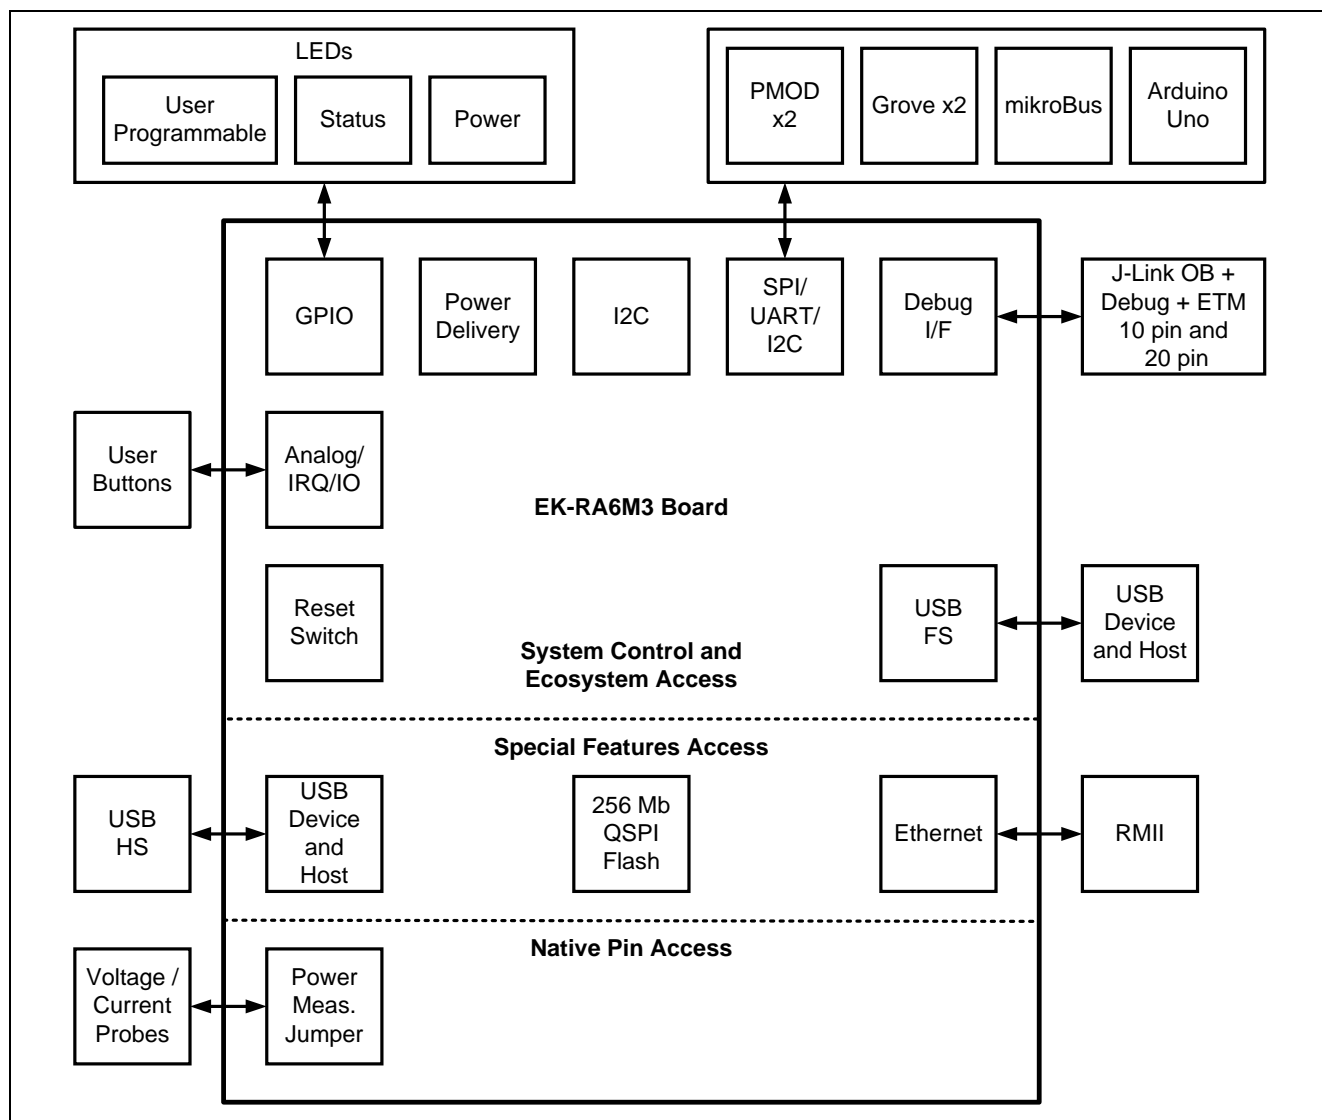 LEDs
User
Programmable
Status
Power
PMOD
x2
Grove x2
mikroBus
Arduino
Uno
GPIO
Power
Delivery
I2C
SPI/
UART/
I2C
Debug
I/F
J-Link OB +
Debug + ETM
10 pin and
20 pin
User
Buttons
Analog/
IRQ/IO
EK-RA6M3 Board
Reset
Switch
System Control and
Ecosystem Access
USB
FS
USB
Device
and Host
Special Features Access
USB
HS
USB
Device
and
Host
256 Mb
QSPI
Flash
Ethernet
RMII
Native Pin Access
Voltage /
Current
Probes
Power
Meas.
Jumper